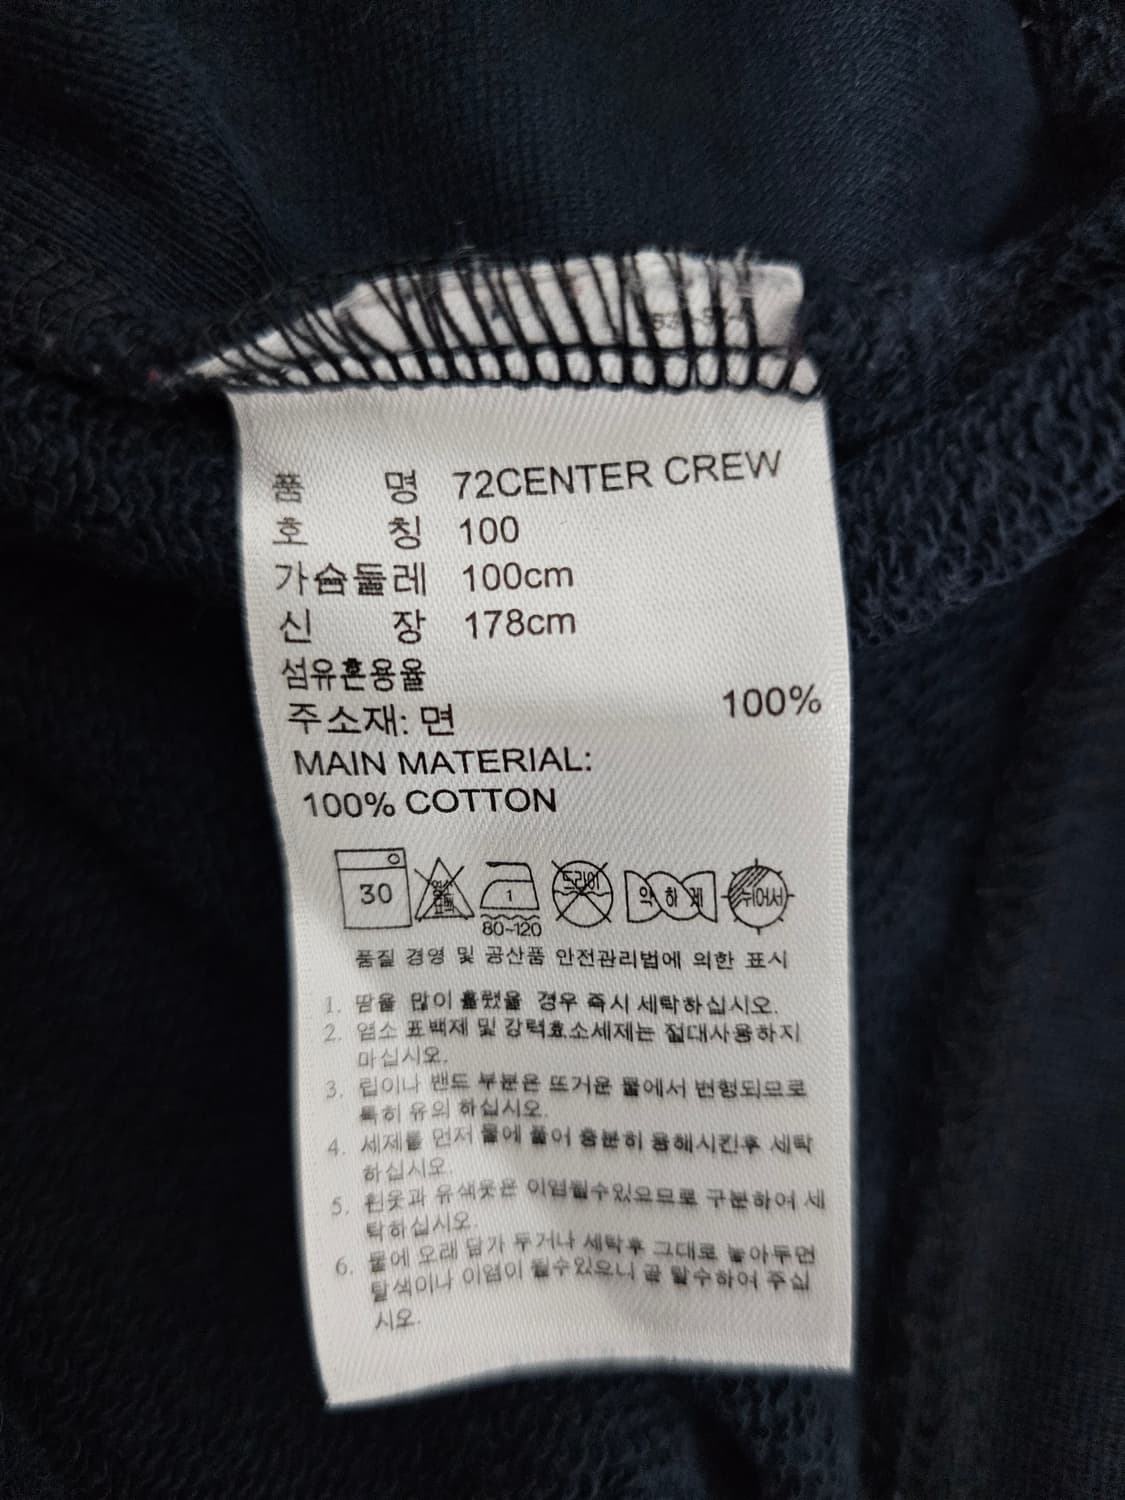 품 명 72CENTER CREW
호 칭 100
가슴둘레 100cm
신 장 178cm
섬유혼용율
주소재: 면 100%
MAIN MATERIAL:
100% COTTON
30 염소 표백 1 드라이 약 하 게 뉘어서
80~120
품질 경영 및 공산품 안전관리법에 의한 표시
1. 땀을 많이 흘렸을 경우 즉시 세탁하십시오.
2. 염소 표백제 및 강력효소세제는 절대사용하지
마십시오.
3. 립이나 밴드 부분은 뜨거운 물에서 변형되므로
특히 유의 하십시오.
4. 세제를 먼저 물에 풀어 충분히 용해시킨후 세탁
하십시오.
5. 흰옷과 유색옷은 이염될수있으므로 구분하여 세
탁하십시오.
6. 물에 오래 담가 두거나 세탁후 그대로 놓아두면
탈색이나 이염이 될수있으니 곧 탈수하여 주십
시오.